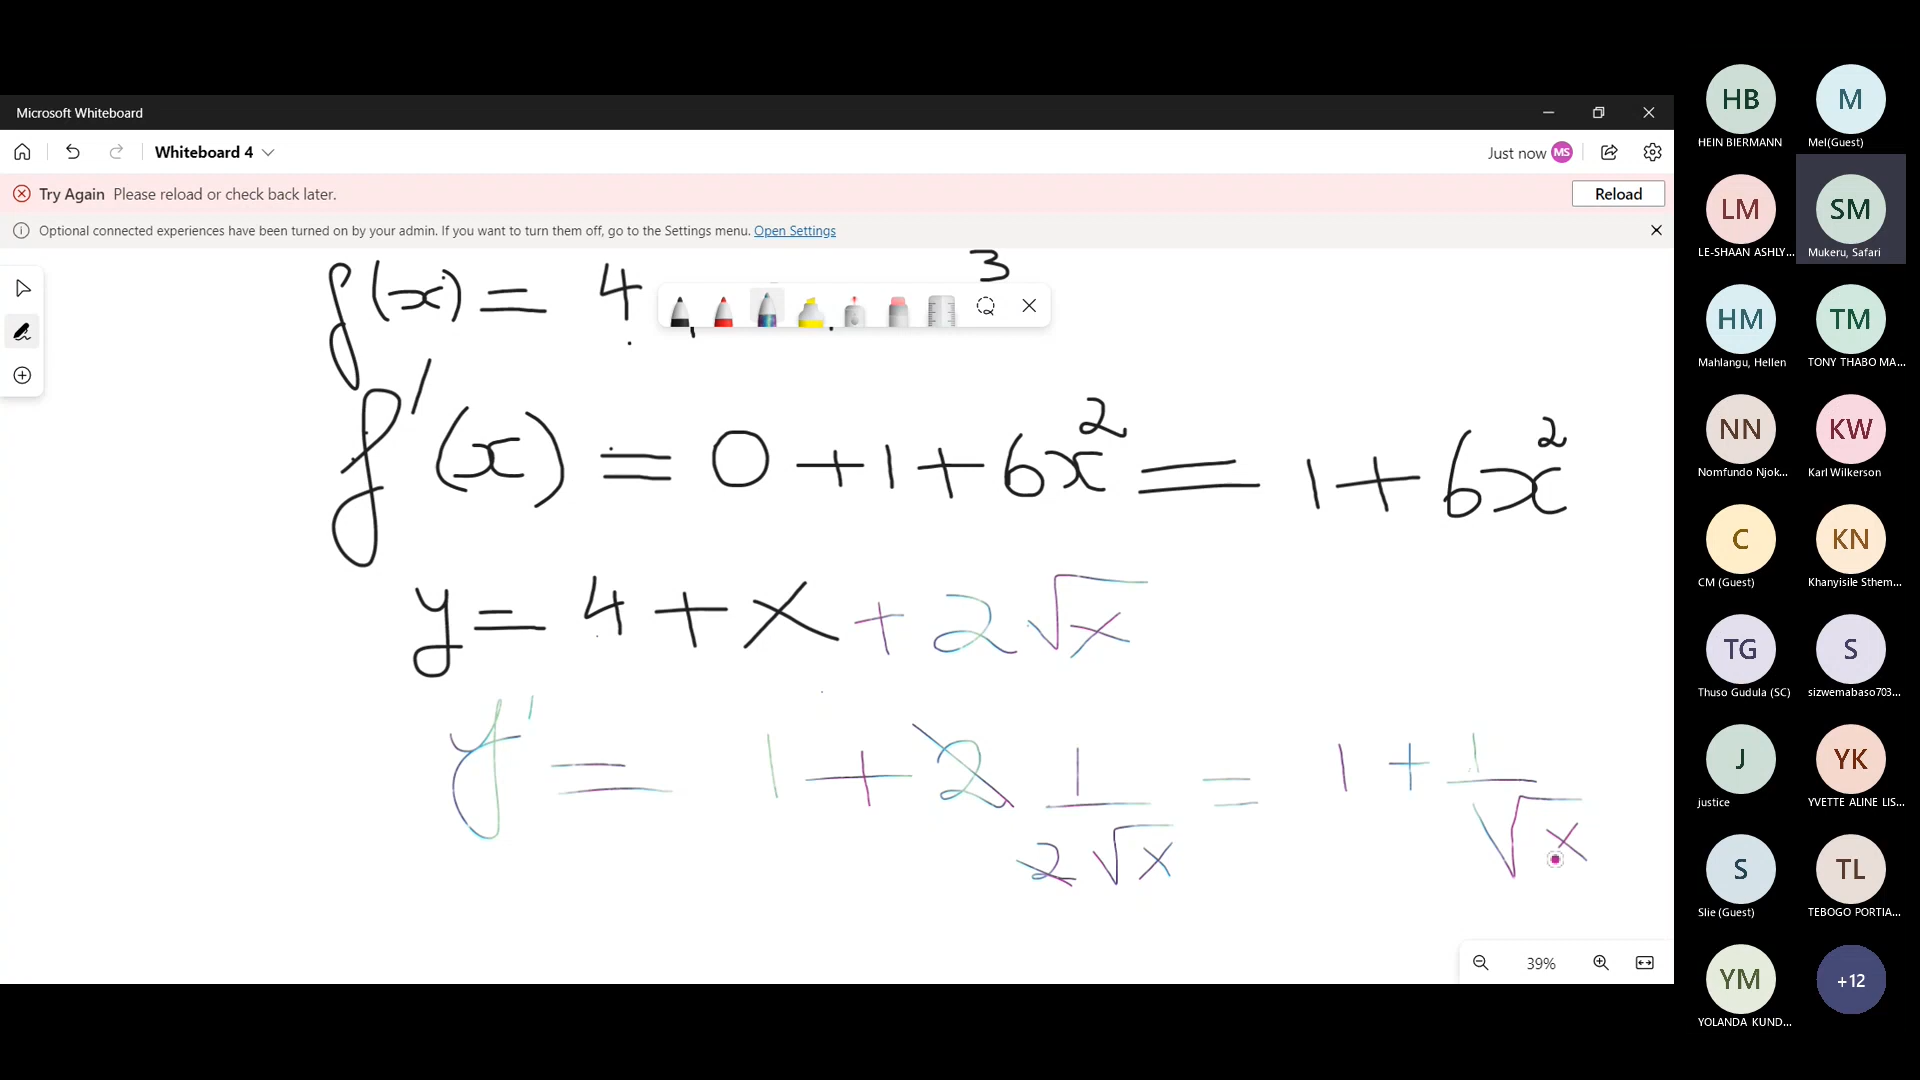 Microsoft Whiteboard
Whiteboard 4
Just now MS
Try Again Please reload or check back later. Reload
Optional connected experiences have been turned on by your admin. If you want to turn them off, go to the Settings menu. Open Settings
f(x) = 4 3
f'(x) = 0 + 1 + 6x² = 1 + 6x²
y = 4 + x + 2√x
y' = 1 + 2 1/(2√x) = 1 + 1/√x
39%
HB M
HEIN BIERMANN Mel(Guest)
LM SM
LE-SHAAN ASHLY... Mukeru, Safari
HM TM
Mahlangu, Hellen TONY THABO MA...
NN KW
Nomfundo Njok... Karl Wilkerson
C KN
CM (Guest) Khanyisile Sthem...
TG S
Thuso Gudula (SC) sizwemabaso703...
J YK
justice YVETTE ALINE LIS...
S TL
Slie (Guest) TEBOGO PORTIA...
YM +12
YOLANDA KUND...